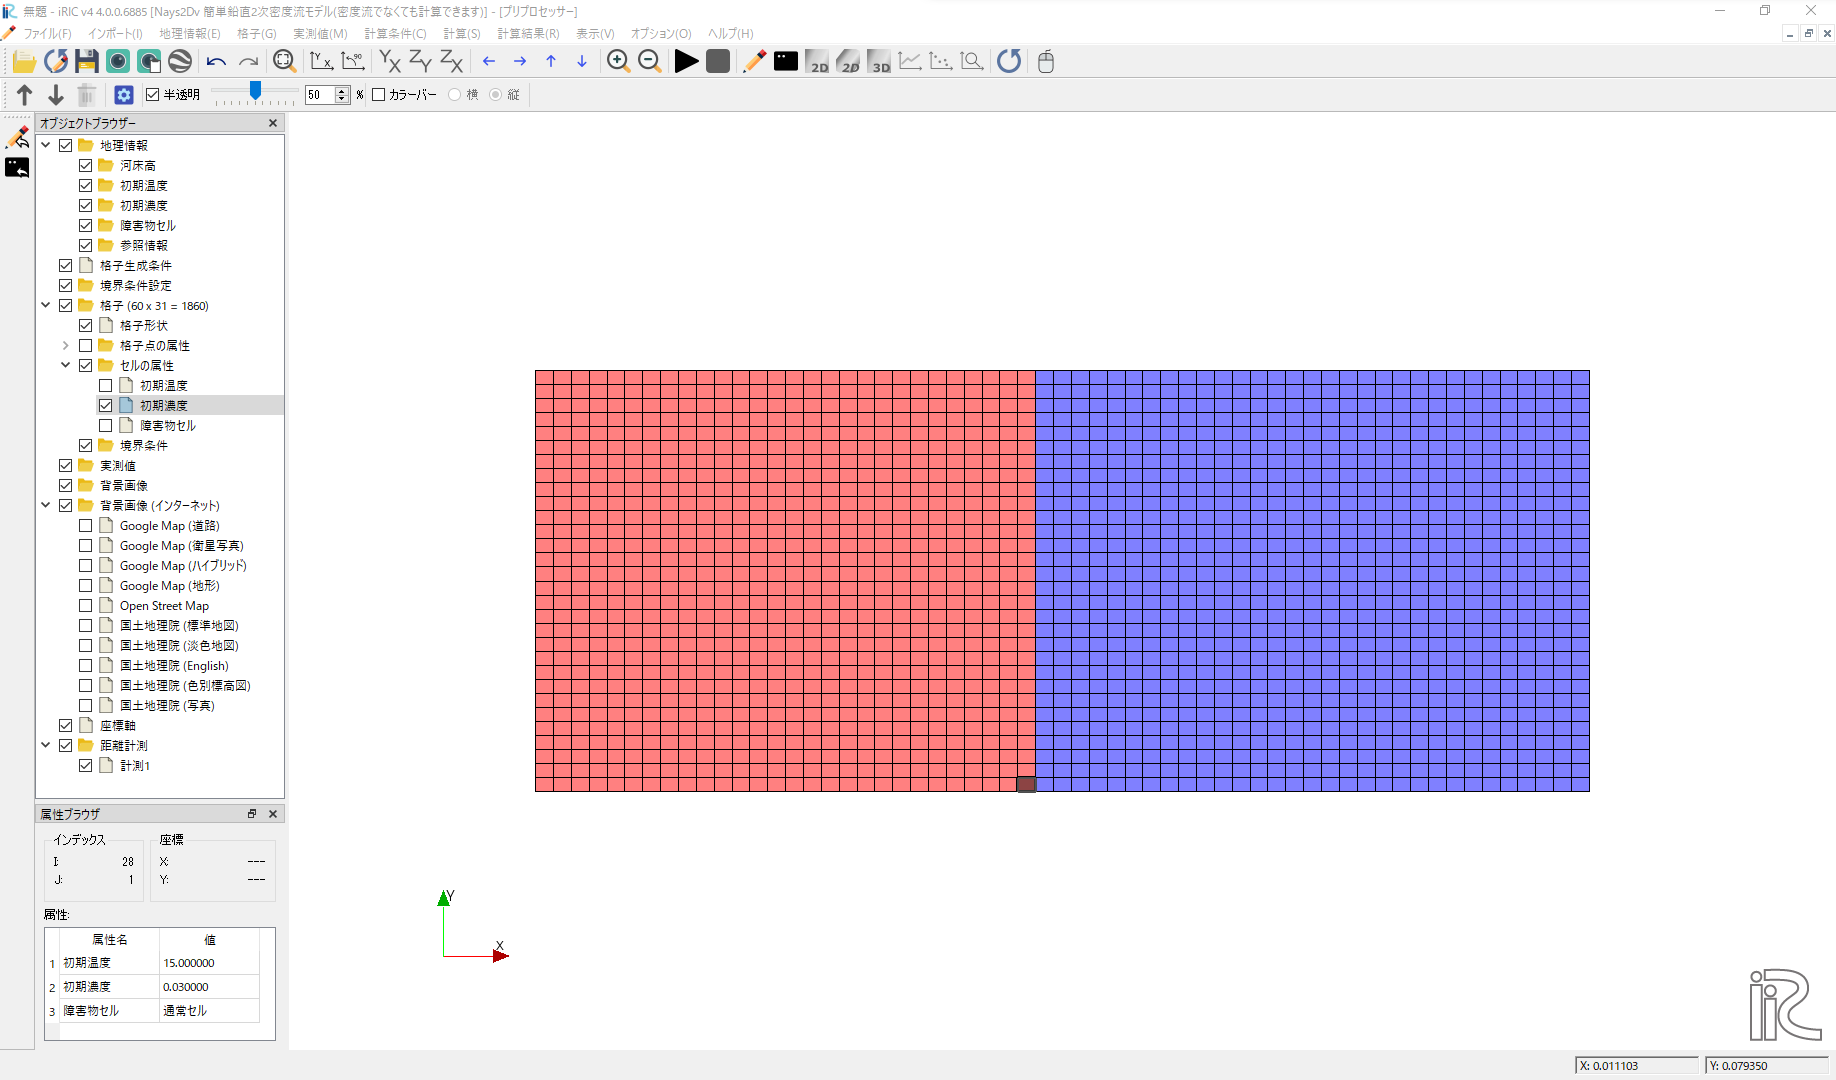 無題 - iRIC v4 4.0.0.6885 [Nays2Dv 簡単鉛直2次密度流モデル(密度流でなくても計算できます)] - [プリプロセッサー]
ファイル(F) インポート(I) 地理情報(E) 格子(G) 実測値(M) 計算条件(C) 計算(S) 計算結果(R) 表示(V) オプション(O) ヘルプ(H)
半透明 50 % カラーバー 横 縦
オブジェクトブラウザー
地理情報
河床高
初期温度
初期濃度
障害物セル
参照情報
格子生成条件
境界条件設定
格子 (60 x 31 = 1860)
格子形状
格子点の属性
セルの属性
初期温度
初期濃度
障害物セル
境界条件
実測値
背景画像
背景画像 (インターネット)
Google Map (道路)
Google Map (衛星写真)
Google Map (ハイブリッド)
Google Map (地形)
Open Street Map
国土地理院 (標準地図)
国土地理院 (淡色地図)
国土地理院 (English)
国土地理院 (色別標高図)
国土地理院 (写真)
座標軸
距離計測
計測1
属性ブラウザ
インデックス 座標
I: 28 X: ---
J: 1 Y: ---
属性:
属性名 値
1 初期温度 15.000000
2 初期濃度 0.030000
3 障害物セル 通常セル
Y
X
iRIC
X: 0.011103 Y: 0.079350